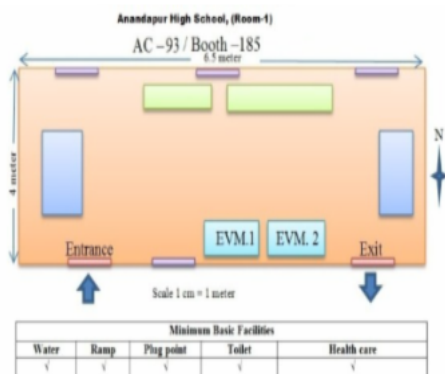 Anandapur High School, (Room-1)
AC –93 / Booth –185
6.5 meter
4 meter
N
EVM.1 EVM. 2
Entrance Exit
Scale 1 cm = 1 meter
Minimum Basic Facilities
Water Ramp Plug point Toilet Health care
√ √ √ √ √